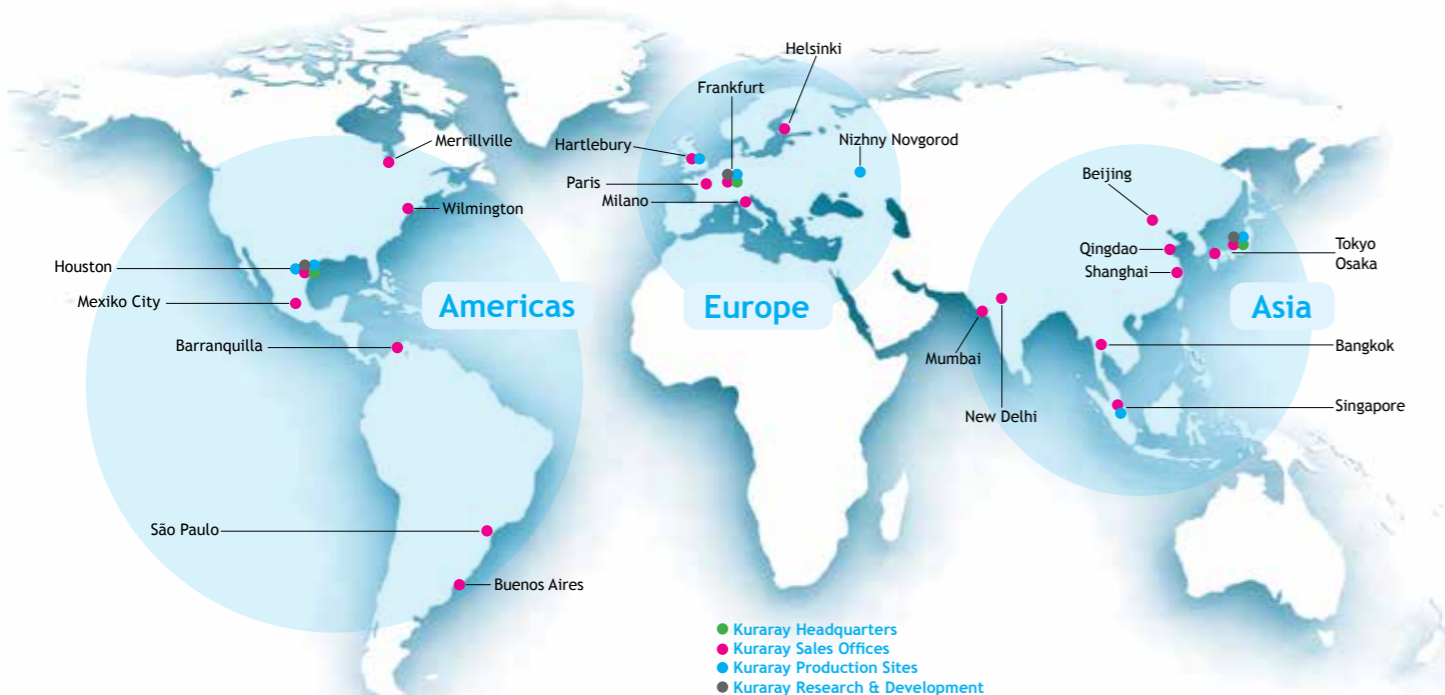 Helsinki
Frankfurt
Merrillville
Hartlebury
Nizhny Novgorod
Paris
Beijing
Milano
Wilmington
Qingdao
Tokyo
Osaka
Houston
Shanghai
Mexiko City
Americas
Europe
Asia
Barranquilla
Mumbai
Bangkok
New Delhi
Singapore
São Paulo
Buenos Aires
Kuraray Headquarters
Kuraray Sales Offices
Kuraray Production Sites
Kuraray Research & Development